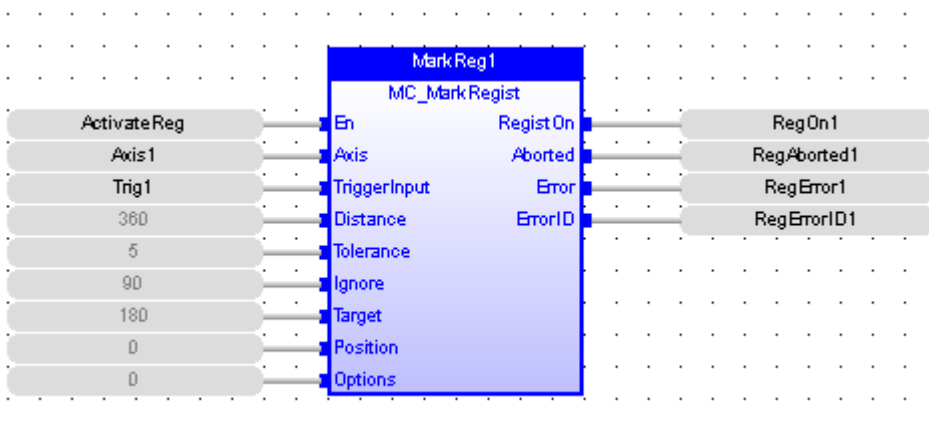 MarkReg1
MC_MarkRegist
ActivateReg En RegistOn RegOn1
Axis1 Axis Aborted RegAborted1
Trig1 TriggerInput Error RegError1
360 Distance ErrorID RegErrorID1
5 Tolerance
90 Ignore
180 Target
0 Position
0 Options